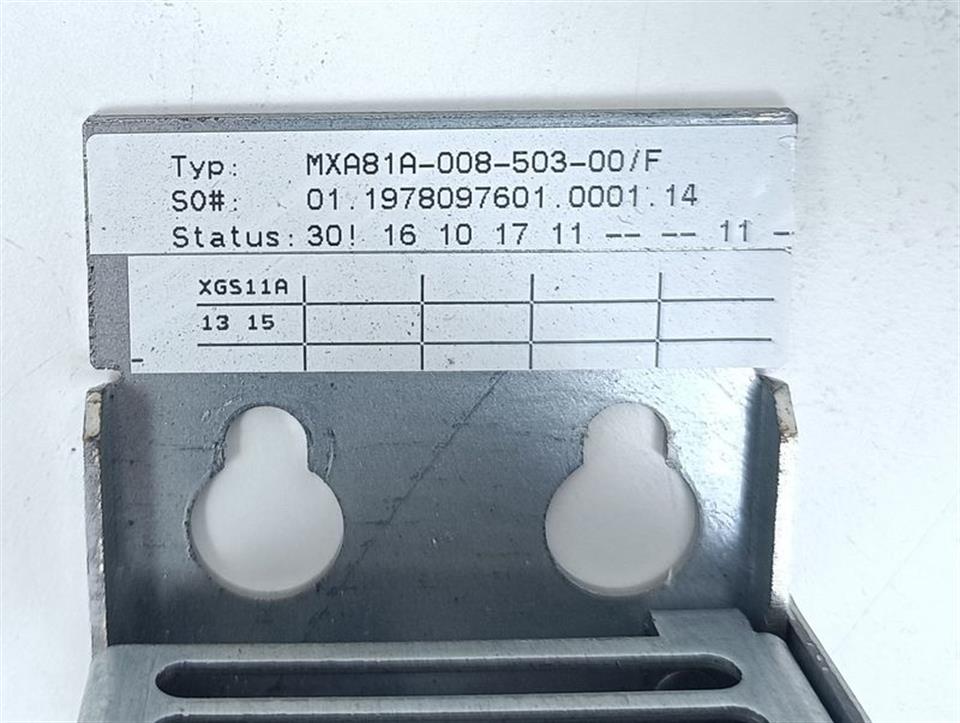 Typ: MXA81A-008-503-00/F
SO#: 01.1978097601.0001.14
Status: 30! 16 10 17 11 -- -- 11 -
XGS11A
13 15
-